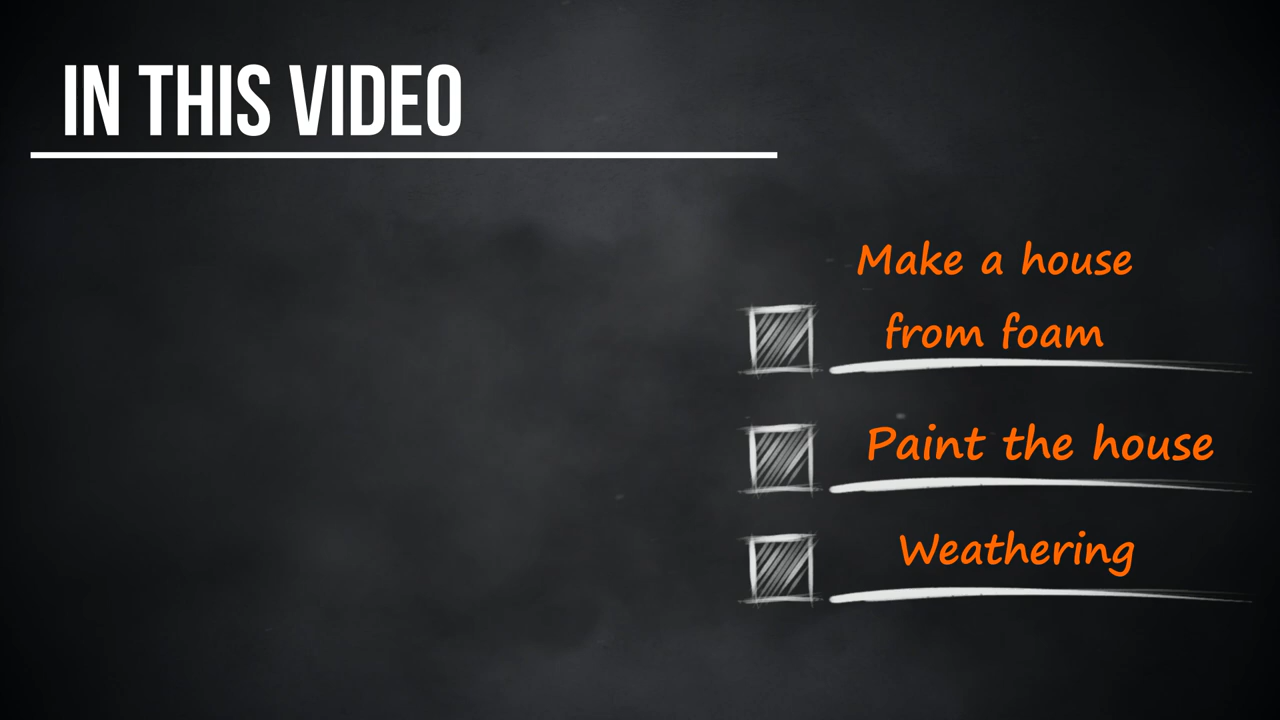 IN THIS VIDEO
Make a house
from foam
Paint the house
Weathering